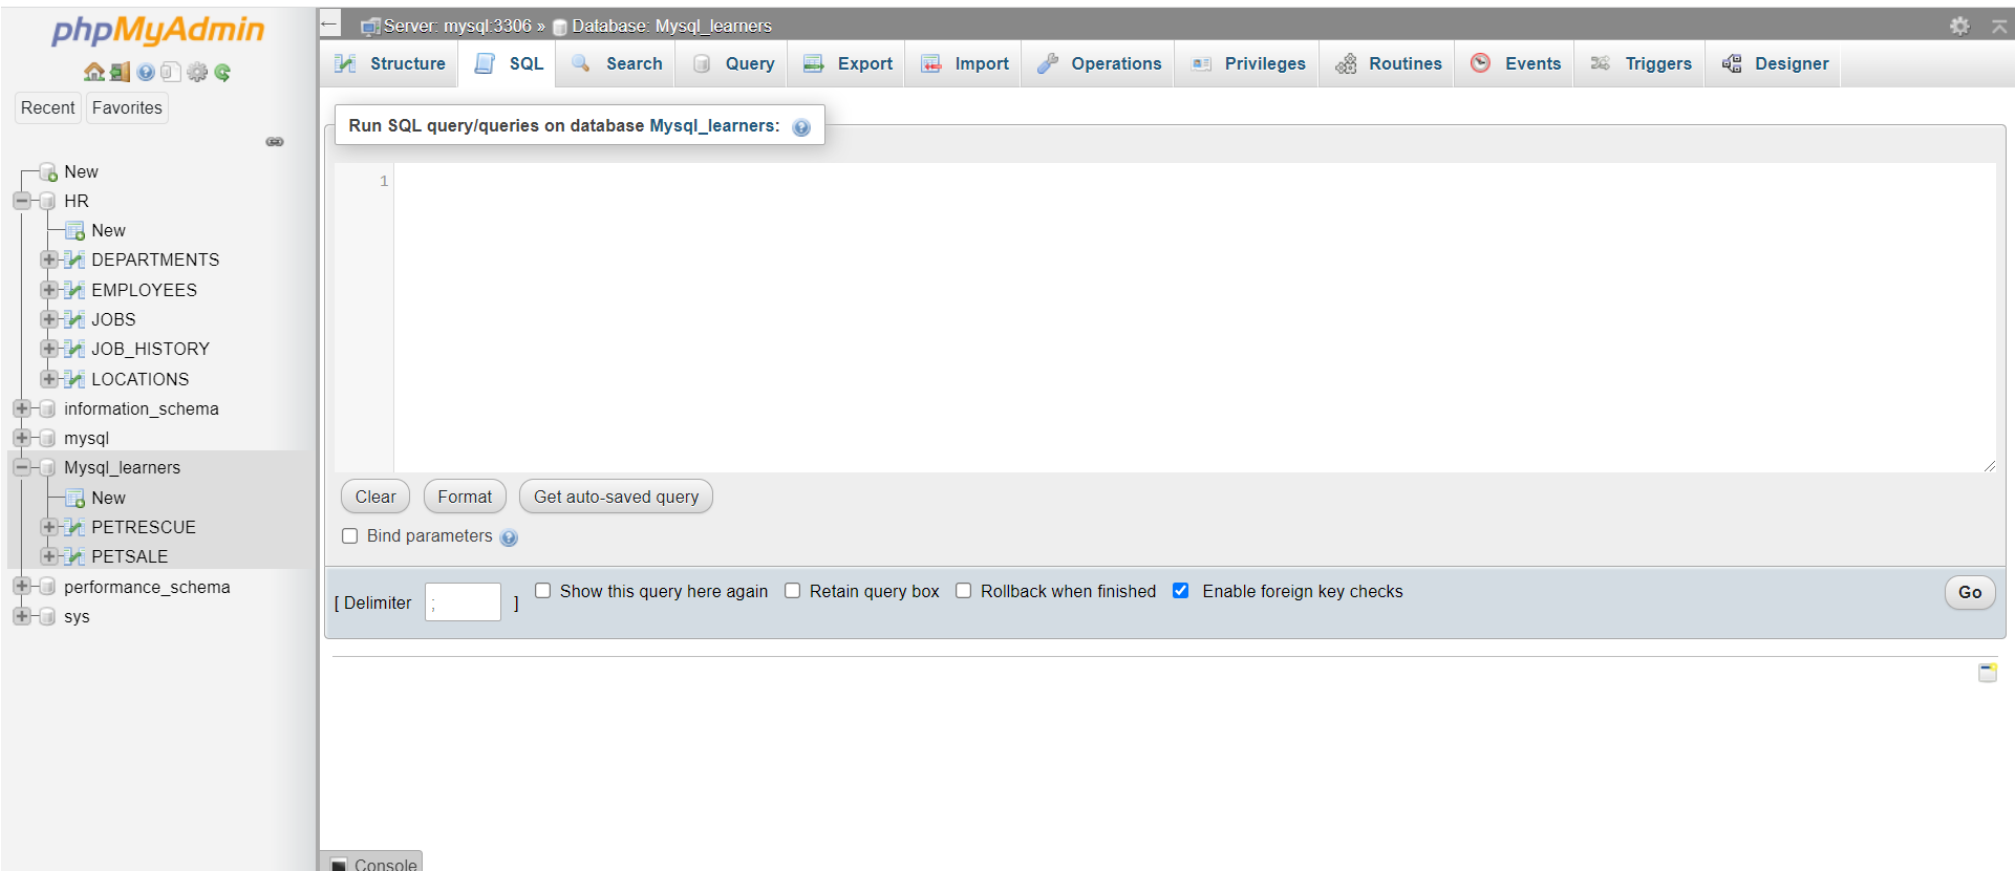 phpMyAdmin
Recent Favorites
New
HR
New
DEPARTMENTS
EMPLOYEES
JOBS
JOB_HISTORY
LOCATIONS
information_schema
mysql
Mysql_learners
New
PETRESCUE
PETSALE
performance_schema
sys
← Server: mysql:3306 » Database: Mysql_learners
Structure SQL Search Query Export Import Operations Privileges Routines Events Triggers Designer
Run SQL query/queries on database Mysql_learners:
1
Clear Format Get auto-saved query
Bind parameters
[ Delimiter ; ] Show this query here again Retain query box Rollback when finished Enable foreign key checks Go
Console